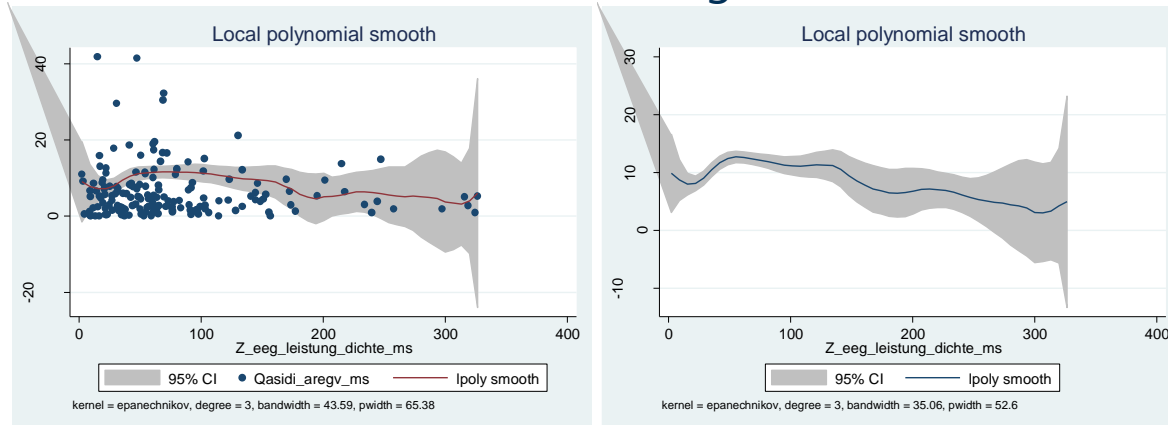 Local polynomial smooth
40
20
0
-20
0 100 200 300 400
Z_eeg_leistung_dichte_ms
95% CI Qasidi_aregv_ms lpoly smooth
kernel = epanechnikov, degree = 3, bandwidth = 43.59, pwidth = 65.38
Local polynomial smooth
30
20
10
0
-10
0 100 200 300 400
Z_eeg_leistung_dichte_ms
95% CI lpoly smooth
kernel = epanechnikov, degree = 3, bandwidth = 35.06, pwidth = 52.6